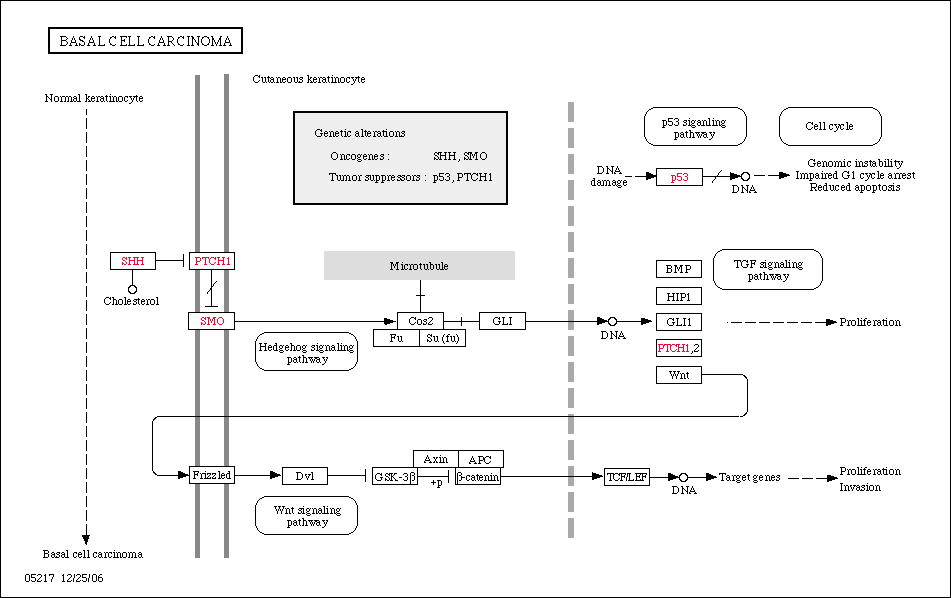 BASAL CELL CARCINOMA
Cutaneous keratinocyte
Normal keratinocyte
Genetic alterations
Oncogenes : SHH, SMO
Tumor suppressors : p53, PTCH1
p53 siganling
pathway
Cell cycle
DNA
damage
p53
DNA
Genomic instability
Impaired G1 cycle arrest
Reduced apoptosis
SHH
PTCH1
Cholesterol
Microtubule
BMP
TGF signaling
pathway
HIP1
SMO
Cos2
GLI
DNA
GLI1
Proliferation
Fu
Su (fu)
Hedgehog signaling
pathway
PTCH1,2
Wnt
Axin
APC
Frizzled
Dvl
GSK-3β
+p
β-catenin
TCF/LEF
DNA
Target genes
Proliferation
Invasion
Wnt signaling
pathway
Basal cell carcinoma
05217 12/25/06